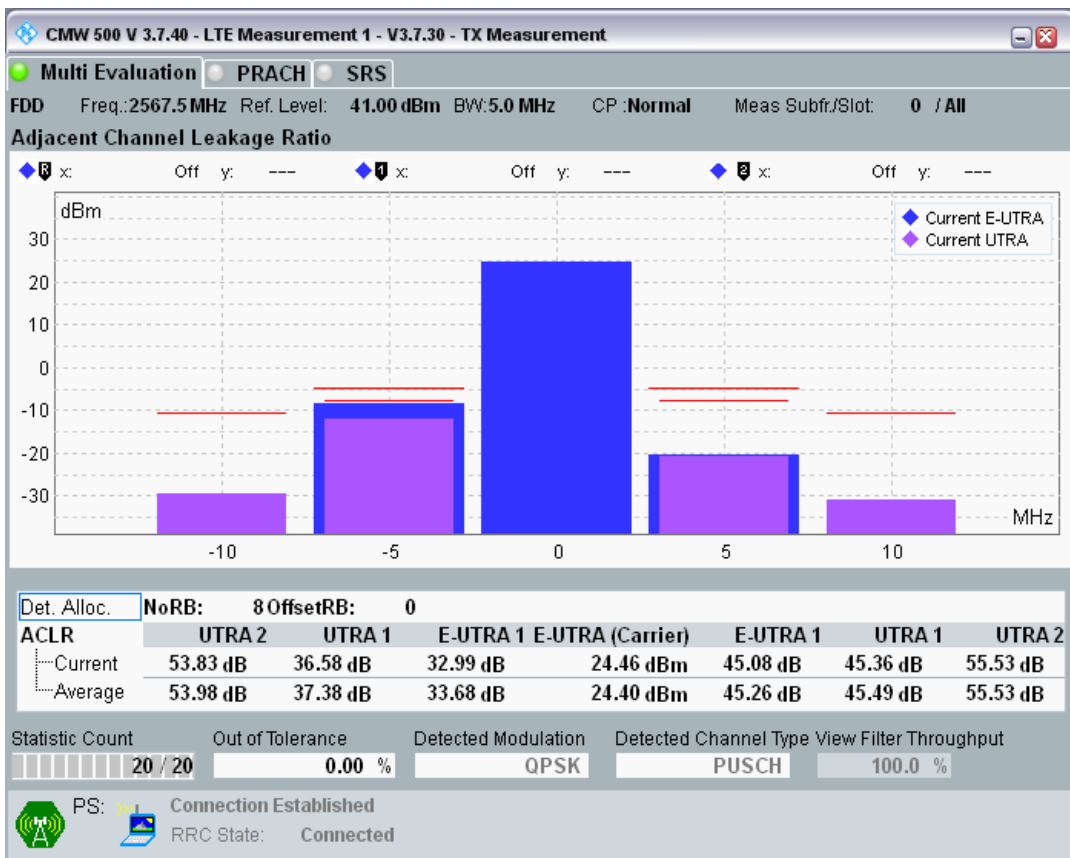 CMW 500 V 3.7.40 - LTE Measurement 1 - V3.7.30 - TX Measurement
Multi Evaluation PRACH SRS
FDD Freq.:2567.5 MHz Ref. Level: 41.00 dBm BW:5.0 MHz CP :Normal Meas Subfr./Slot: 0 / All
Adjacent Channel Leakage Ratio
R x: Off y: --- 1 x: Off y: --- 2 x: Off y: ---
dBm
Current E-UTRA
Current UTRA
30
20
10
0
-10
-20
-30
MHz
-10 -5 0 5 10
Det. Alloc. NoRB: 8 OffsetRB: 0
ACLR UTRA 2 UTRA 1 E-UTRA 1 E-UTRA (Carrier) E-UTRA 1 UTRA 1 UTRA 2
Current 53.83 dB 36.58 dB 32.99 dB 24.46 dBm 45.08 dB 45.36 dB 55.53 dB
Average 53.98 dB 37.38 dB 33.68 dB 24.40 dBm 45.26 dB 45.49 dB 55.53 dB
Statistic Count Out of Tolerance Detected Modulation Detected Channel Type View Filter Throughput
20 / 20 0.00 % QPSK PUSCH 100.0 %
PS: Connection Established
RRC State: Connected